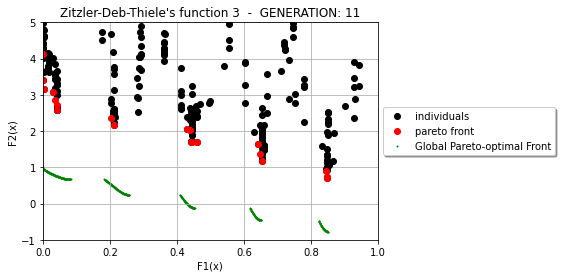 Zitzler-Deb-Thiele's function 3 - GENERATION: 11
5
4
3
2
1
0
−1
F2(x)
0.0 0.2 0.4 0.6 0.8 1.0
F1(x)
individuals
pareto front
Global Pareto-optimal Front